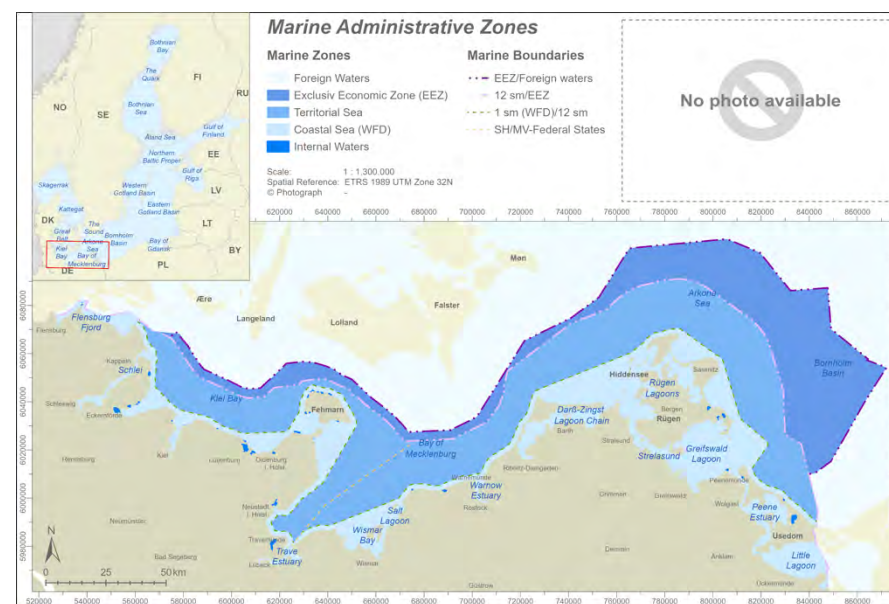 Marine Administrative Zones
Marine Zones
Foreign Waters
Exclusiv Economic Zone (EEZ)
Territorial Sea
Coastal Sea (WFD)
Internal Waters
Marine Boundaries
EEZ/Foreign waters
12 sm/EEZ
1 sm (WFD)/12 sm
SH/MV-Federal States
Scale: 1 : 1.300.000
Spatial Reference: ETRS 1989 UTM Zone 32N
© Photograph -
No photo available
Bothnian
Bay
The
Quark
FI
RU
NO
SE
Bothnian
Sea
Åland Sea
Gulf of
Finland
Northern
Baltic Proper
EE
Gulf of
Riga
Skagerrak
Western
Gotland Basin
LV
Kattegat
Eastern
Gotland Basin
DK
The
Sound
LT
Great
Belt
Arkona
Sea
Bornholm
Basin
Bay of
Gdansk
BY
Kiel
Bay
Bay of
Mecklenburg
DE
PL
620000 640000 660000 680000 700000 720000 740000 760000 780000 800000 820000 840000 860000
6080000
6060000
6040000
6020000
6000000
5980000
Møn
Ærø
Falster
Langeland
Lolland
Arkona
Sea
Flensburg
Flensburg
Fjord
Kappeln
Schlei
Bornholm
Basin
Hiddensee
Sassnitz
Rügen
Lagoons
Schleswig
Eckernförde
Kiel Bay
Fehmarn
Darß-Zingst
Lagoon Chain
Bergen
Rügen
Barth
Stralsund
Strelasund
Greifswald
Lagoon
Kiel
Lütjenburg
Oldenburg
i. Holst.
Bay of
Mecklenburg
Rendsburg
Ribnitz-Damgarten
Warnow
Estuary
Rostock
Grimmen
Greifswald
Peenemünde
Wolgast
Neustadt
i. Holst.
Salt
Lagoon
Peene
Estuary
Neumünster
Wismar
Bay
Usedom
Travemünde
Trave
Estuary
Bad Segeberg
Lübeck
Wismar
Demmin
Anklam
Little
Lagoon
Güstrow
Ueckermünde
N
0 25 50 km
520000 540000 560000 580000 600000 620000 640000 660000 680000 700000 720000 740000 760000 780000 800000 820000 840000 860000